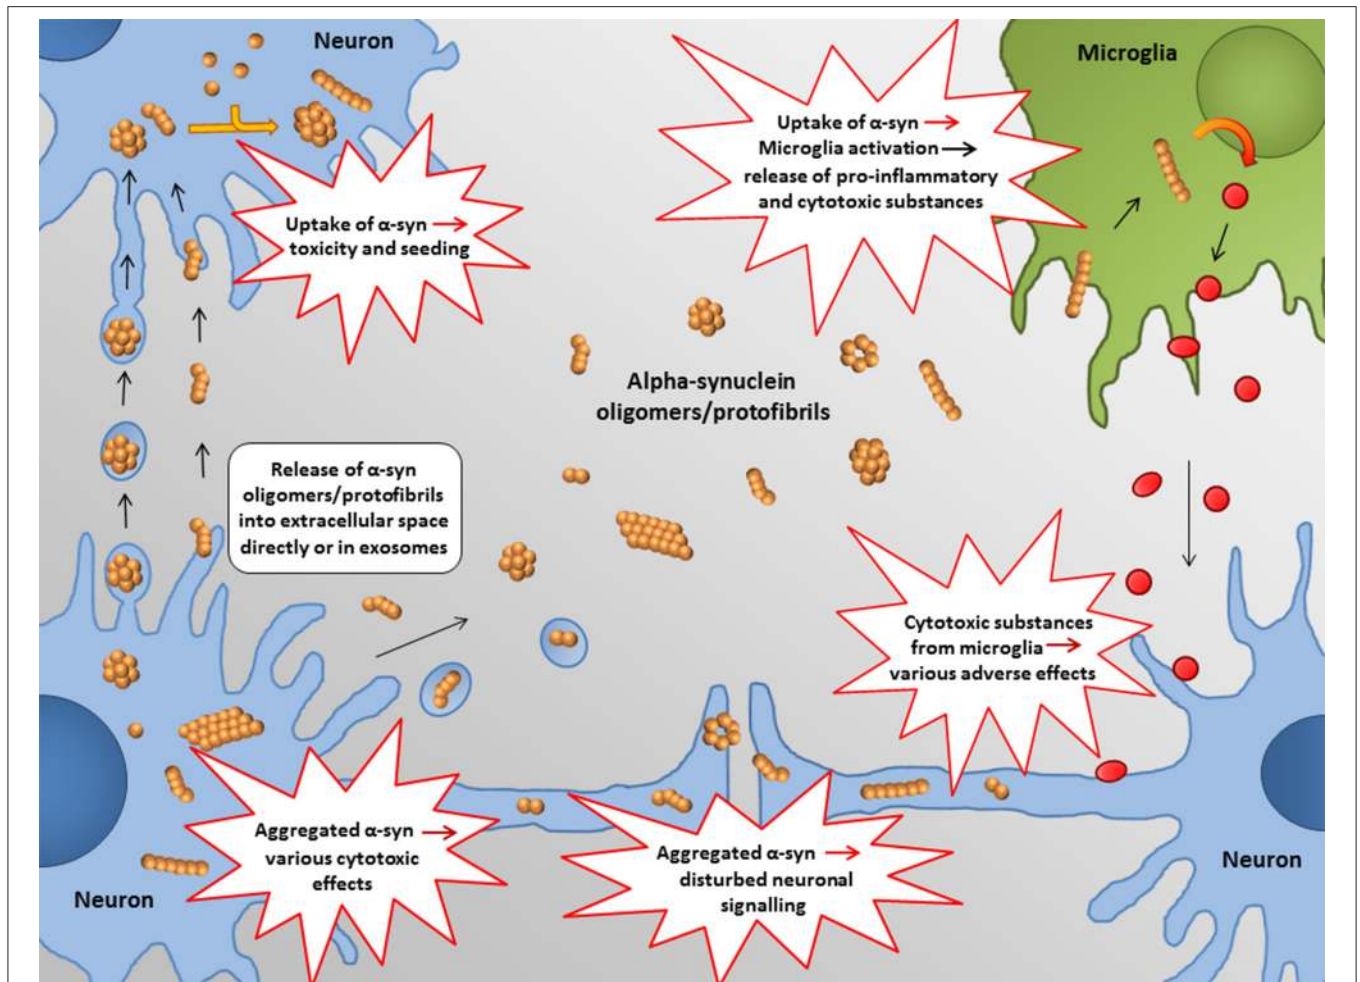 Neuron
Microglia
Uptake of α-syn →
Microglia activation →
release of pro-inflammatory
and cytotoxic substances
Uptake of α-syn →
toxicity and seeding
Alpha-synuclein
oligomers/protofibrils
Release of α-syn
oligomers/protofibrils
into extracellular space
directly or in exosomes
Cytotoxic substances
from microglia →
various adverse effects
Aggregated α-syn →
various cytotoxic
effects
Aggregated α-syn →
disturbed neuronal
signalling
Neuron
Neuron